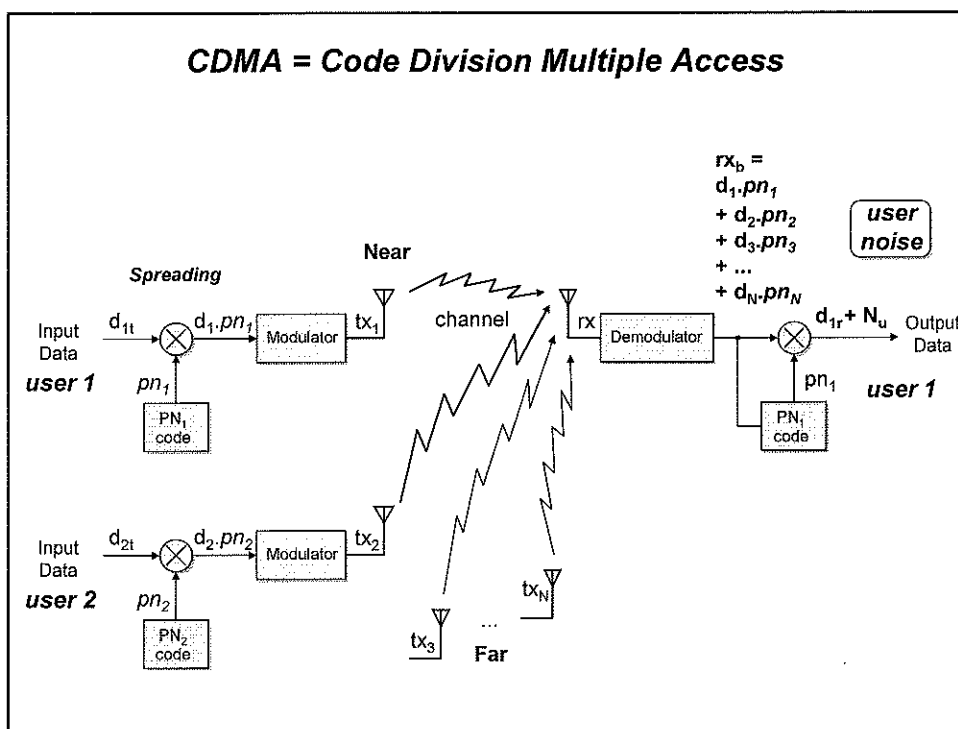 CDMA = Code Division Multiple Access
rx_b =
d_1.pn_1
+ d_2.pn_2
+ d_3.pn_3
+ ...
+ d_N.pn_N
user
noise
Near
Spreading
channel
Input
Data
user 1
d_1t
d_1.pn_1
Modulator
tx_1
pn_1
PN_1
code
rx
Demodulator
d_1r + N_u
Output
Data
user 1
pn_1
PN_1
code
Input
Data
user 2
d_2t
d_2.pn_2
Modulator
tx_2
pn_2
PN_2
code
tx_3
...
tx_N
Far